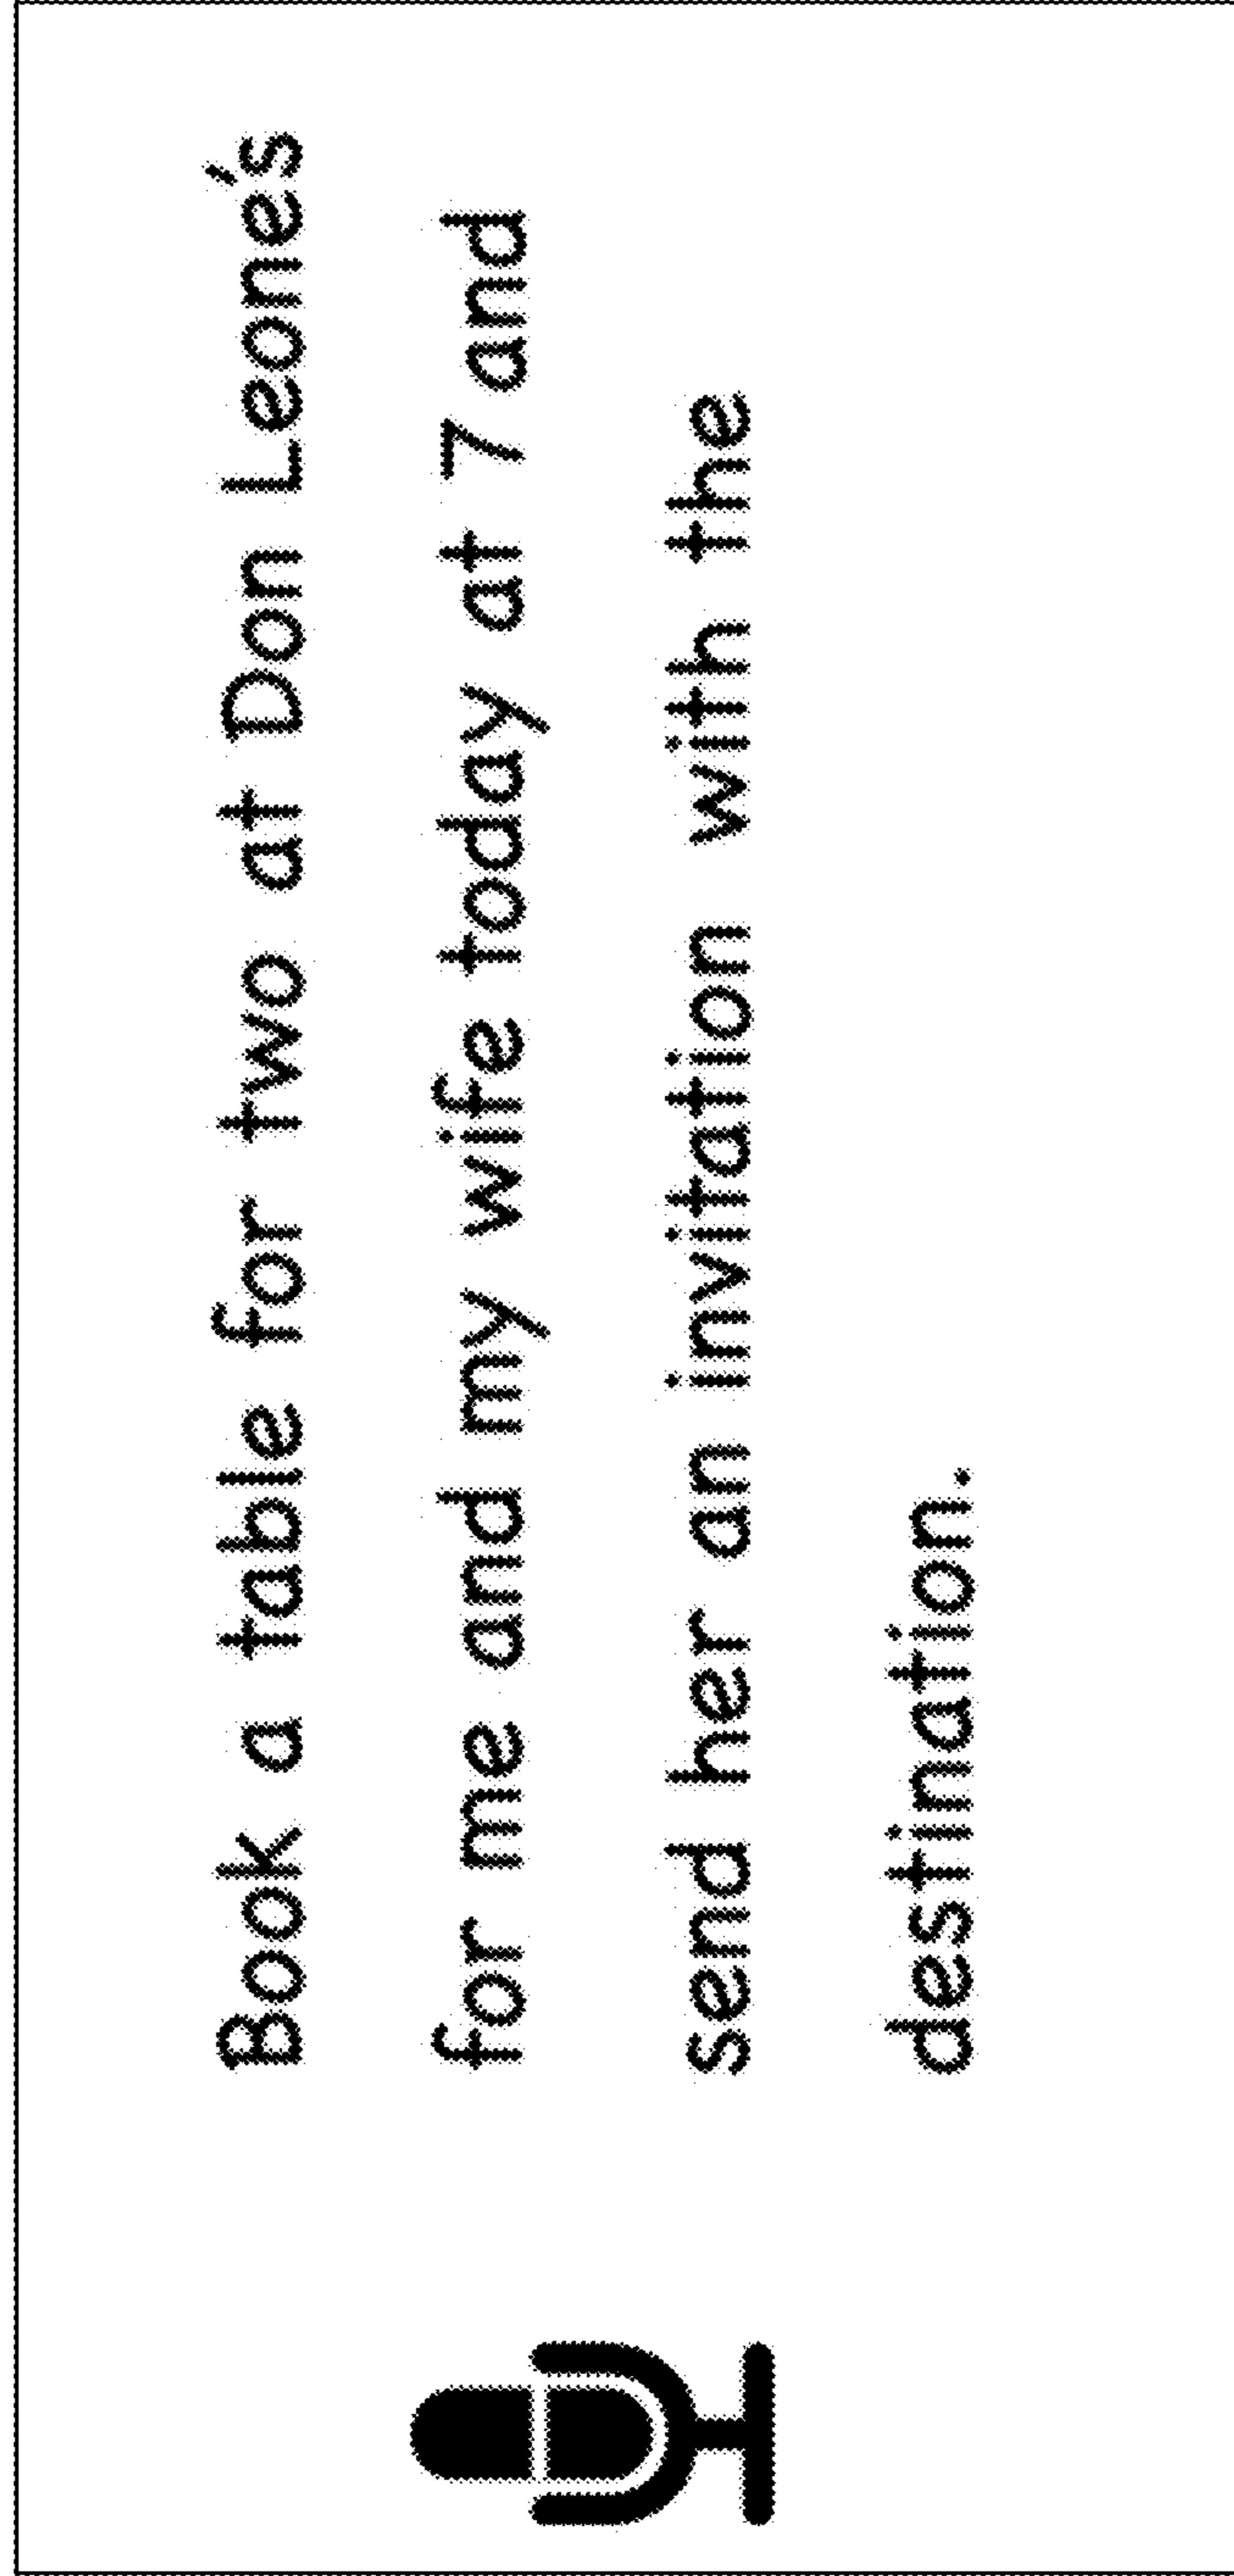 Book a table for two at Don Leone's
for me and my wife today at 7 and
send her an invitation with the
destination.